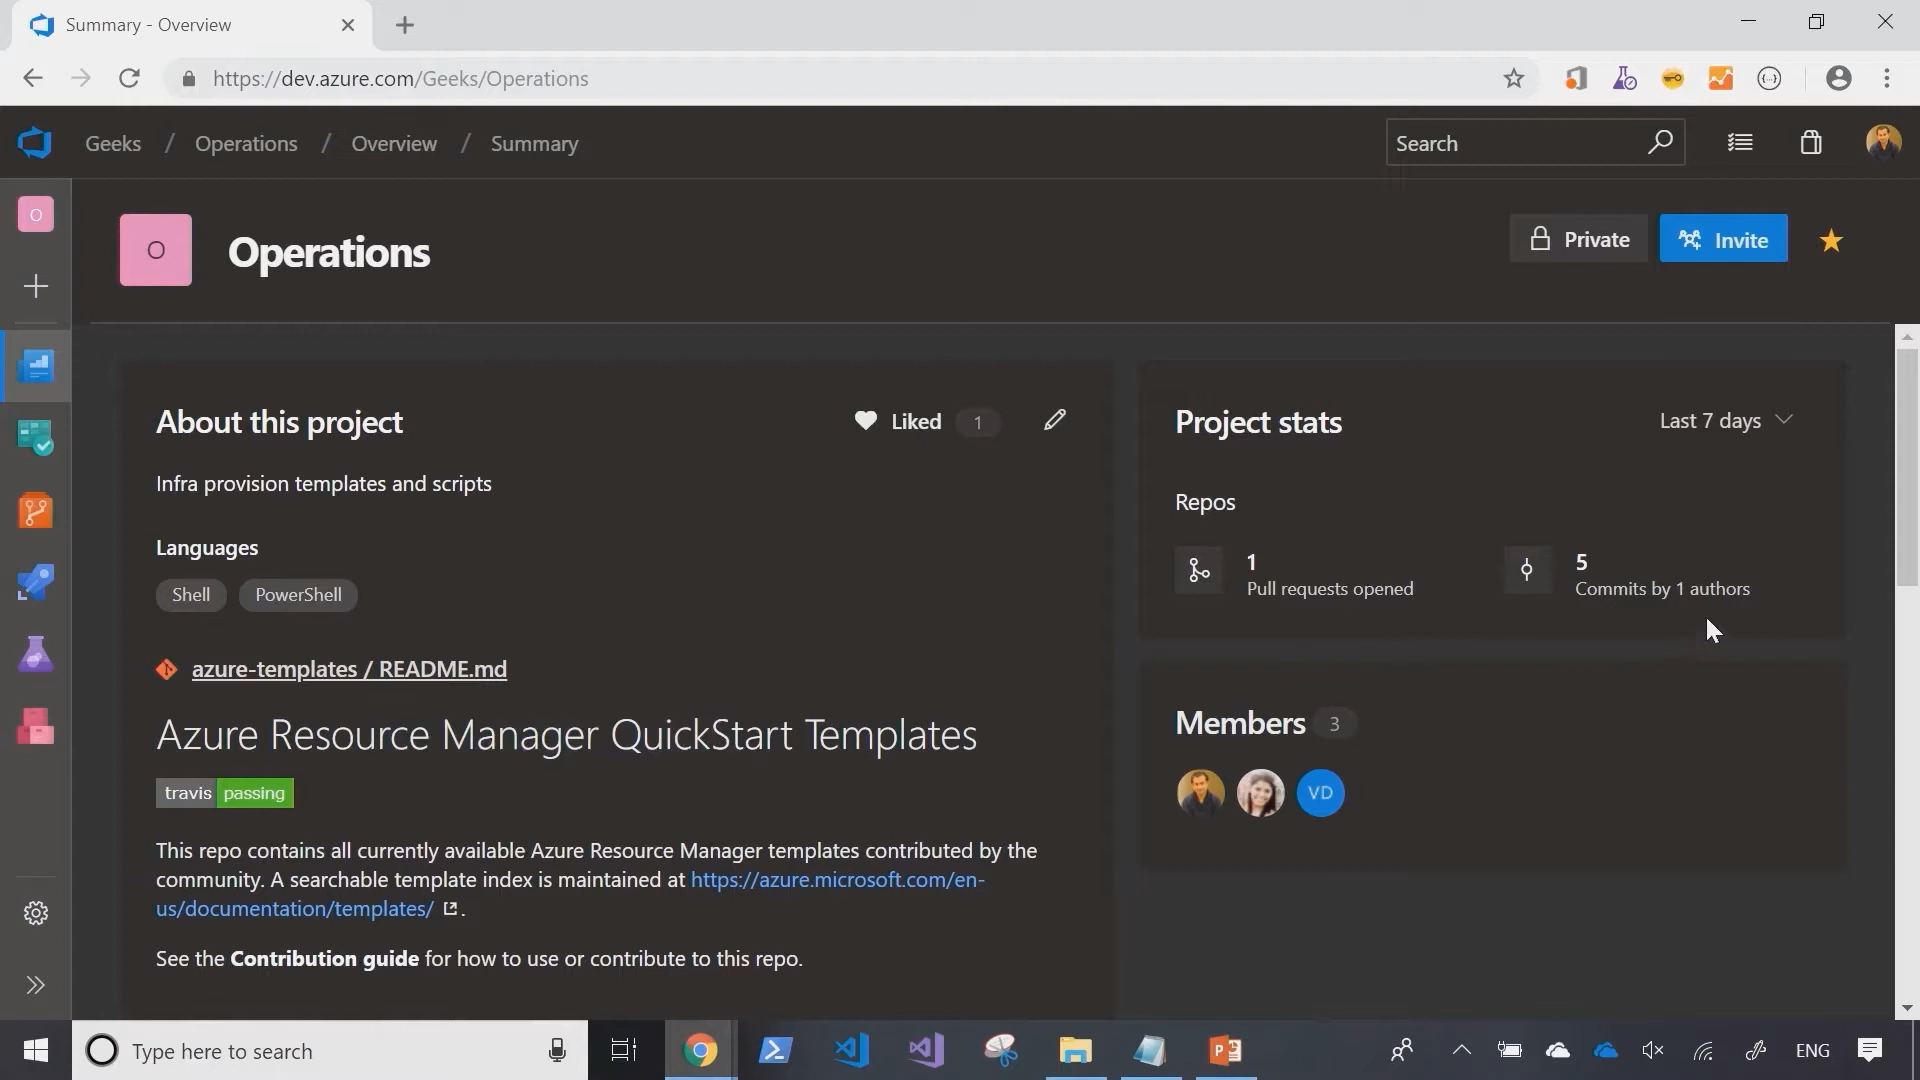 Summary - Overview
https://dev.azure.com/Geeks/Operations
Geeks / Operations / Overview / Summary
Search
O
O
Operations
Private
Invite
About this project
Liked 1
Infra provision templates and scripts
Languages
Shell
PowerShell
azure-templates / README.md
Azure Resource Manager QuickStart Templates
travis passing
This repo contains all currently available Azure Resource Manager templates contributed by the
community. A searchable template index is maintained at https://azure.microsoft.com/en-
us/documentation/templates/ .
See the Contribution guide for how to use or contribute to this repo.
Project stats
Last 7 days
Repos
1
Pull requests opened
5
Commits by 1 authors
Members 3
VD
Type here to search
ENG